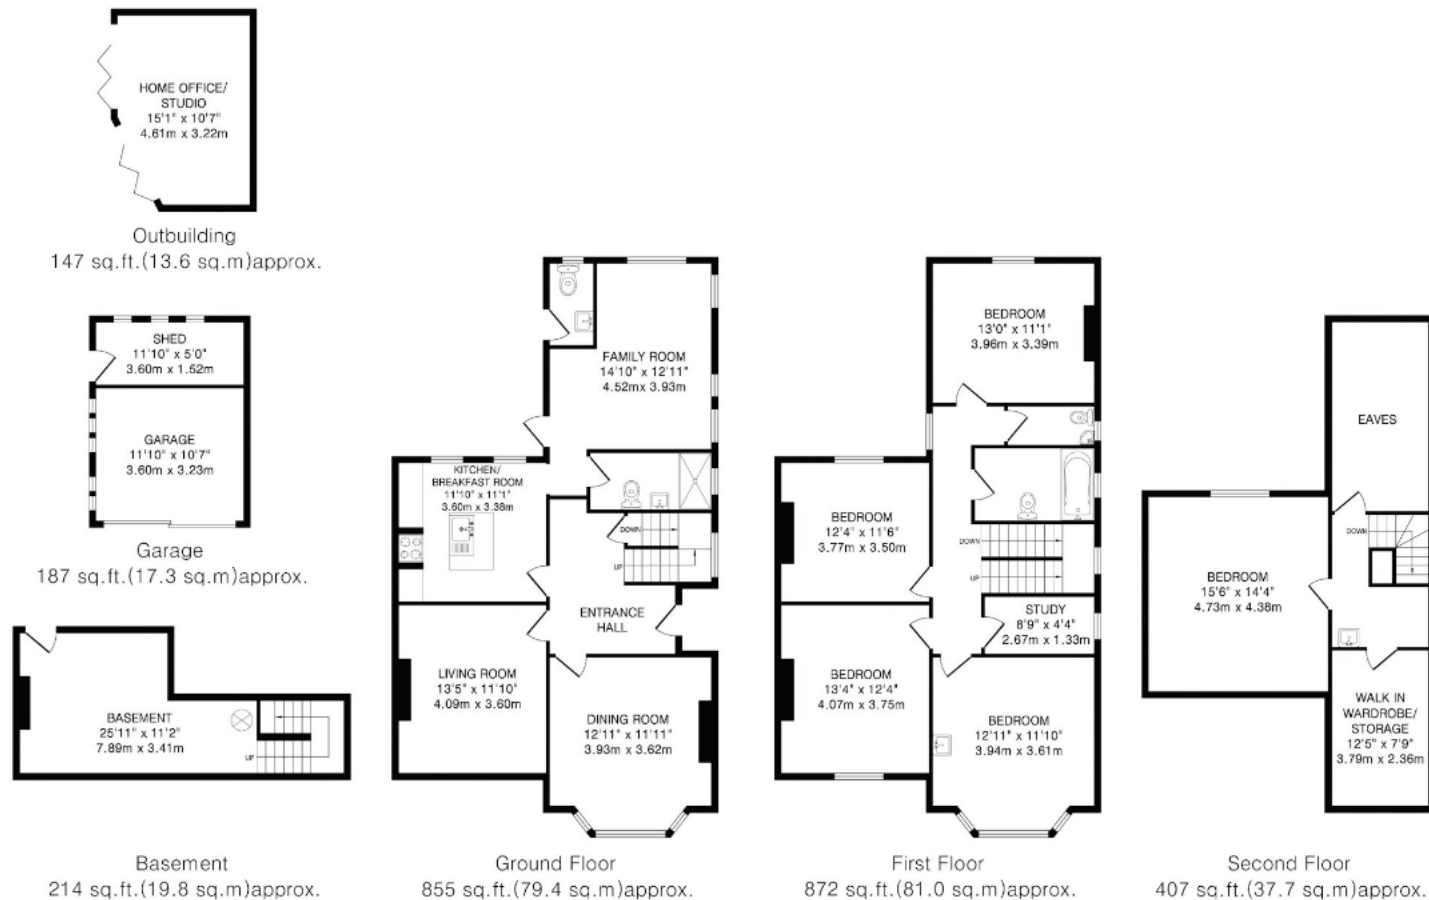 HOME OFFICE/
STUDIO
15'1" x 10'7"
4.61m x 3.22m
Outbuilding
147 sq.ft.(13.6 sq.m)approx.
SHED
11'10" x 5'0"
3.60m x 1.52m
GARAGE
11'10" x 10'7"
3.60m x 3.23m
Garage
187 sq.ft.(17.3 sq.m)approx.
BASEMENT
25'11" x 11'2"
7.89m x 3.41m
UP
Basement
214 sq.ft.(19.8 sq.m)approx.
FAMILY ROOM
14'10" x 12'11"
4.52mx 3.93m
KITCHEN/
BREAKFAST ROOM
11'10" x 11'1"
3.60m x 3.38m
DOWN
UP
ENTRANCE
HALL
LIVING ROOM
13'5" x 11'10"
4.09m x 3.60m
DINING ROOM
12'11" x 11'11"
3.93m x 3.62m
Ground Floor
855 sq.ft.(79.4 sq.m)approx.
BEDROOM
13'0" x 11'1"
3.96m x 3.39m
BEDROOM
12'4" x 11'6"
3.77m x 3.50m
DOWN
UP
STUDY
8'9" x 4'4"
2.67m x 1.33m
BEDROOM
13'4" x 12'4"
4.07m x 3.75m
BEDROOM
12'11" x 11'10"
3.94m x 3.61m
First Floor
872 sq.ft.(81.0 sq.m)approx.
EAVES
DOWN
BEDROOM
15'6" x 14'4"
4.73m x 4.38m
WALK IN
WARDROBE/
STORAGE
12'5" x 7'9"
3.79m x 2.36m
Second Floor
407 sq.ft.(37.7 sq.m)approx.